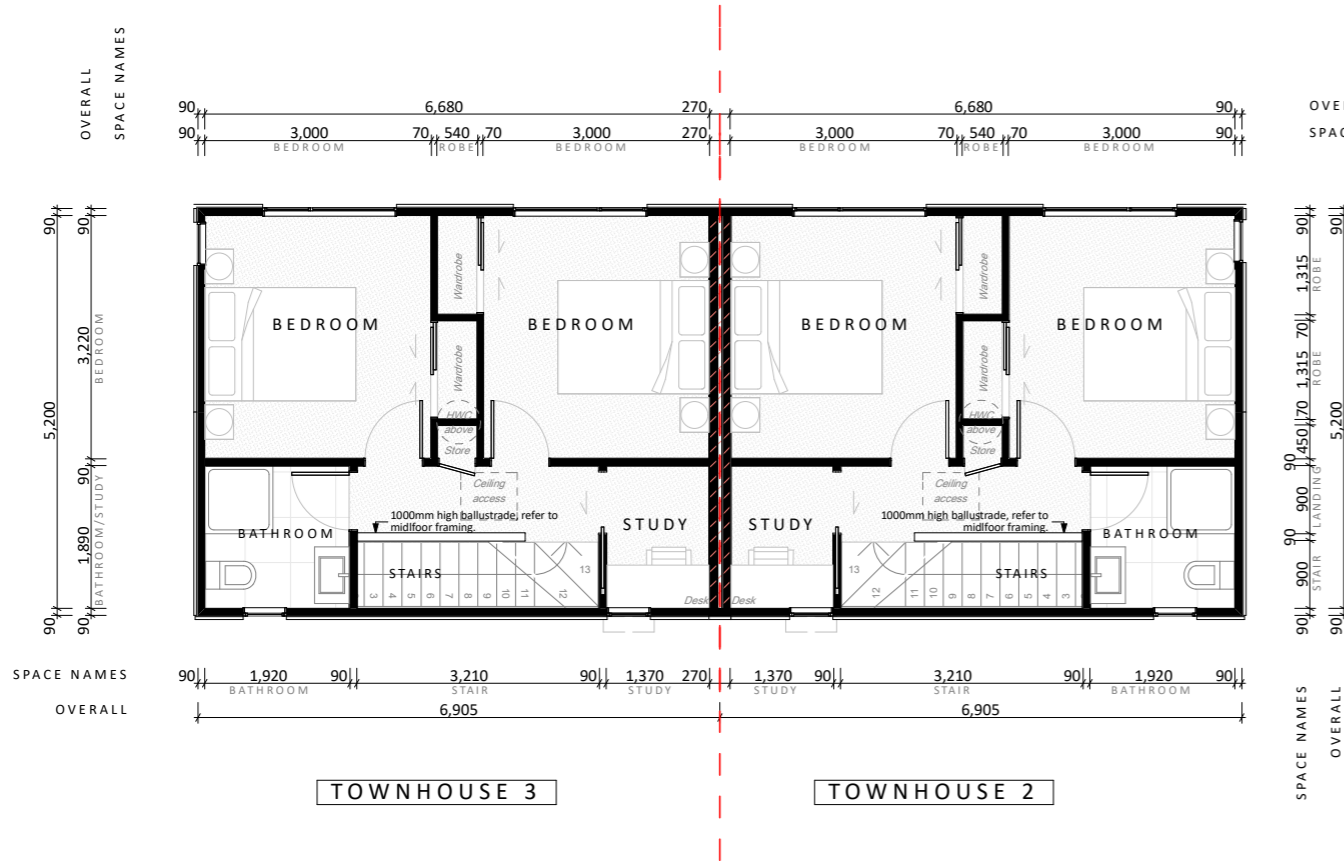 OVERALL
SPACE NAMES
90 6,680 270 6,680 90
90 3,000 70 540 70 3,000 270 3,000 70 540 70 3,000 90
BEDROOM ROBE BEDROOM BEDROOM ROBE BEDROOM
OVE
SPAC
90 5,200 90
90 3,220 90 1,890 90
BEDROOM
BATHROOM/STUDY
Wardrobe
Wardrobe
BEDROOM BEDROOM BEDROOM BEDROOM
Wardrobe
Wardrobe
HWC
above
Store
HWC
above
Store
Ceiling
access
Ceiling
access
1000mm high ballustrade, refer to
midlfoor framing.
1000mm high ballustrade, refer to
midlfoor framing.
BATHROOM STUDY STUDY BATHROOM
STAIRS STAIRS
3 4 5 6 7 8 9 10 11 12 13
13 12 11 10 9 8 7 6 5 4 3
Desk Desk
90 1,315 70 1,315 70 450 90 900 90 900 90
ROBE
ROBE
LANDING
STAIR
90 5,200 90
SPACE NAMES
90 1,920 90 3,210 90 1,370 270 1,370 90 3,210 90 1,920 90
BATHROOM STAIR STUDY STUDY STAIR BATHROOM
OVERALL
6,905 6,905
SPACE NAMES
OVERALL
TOWNHOUSE 3
TOWNHOUSE 2